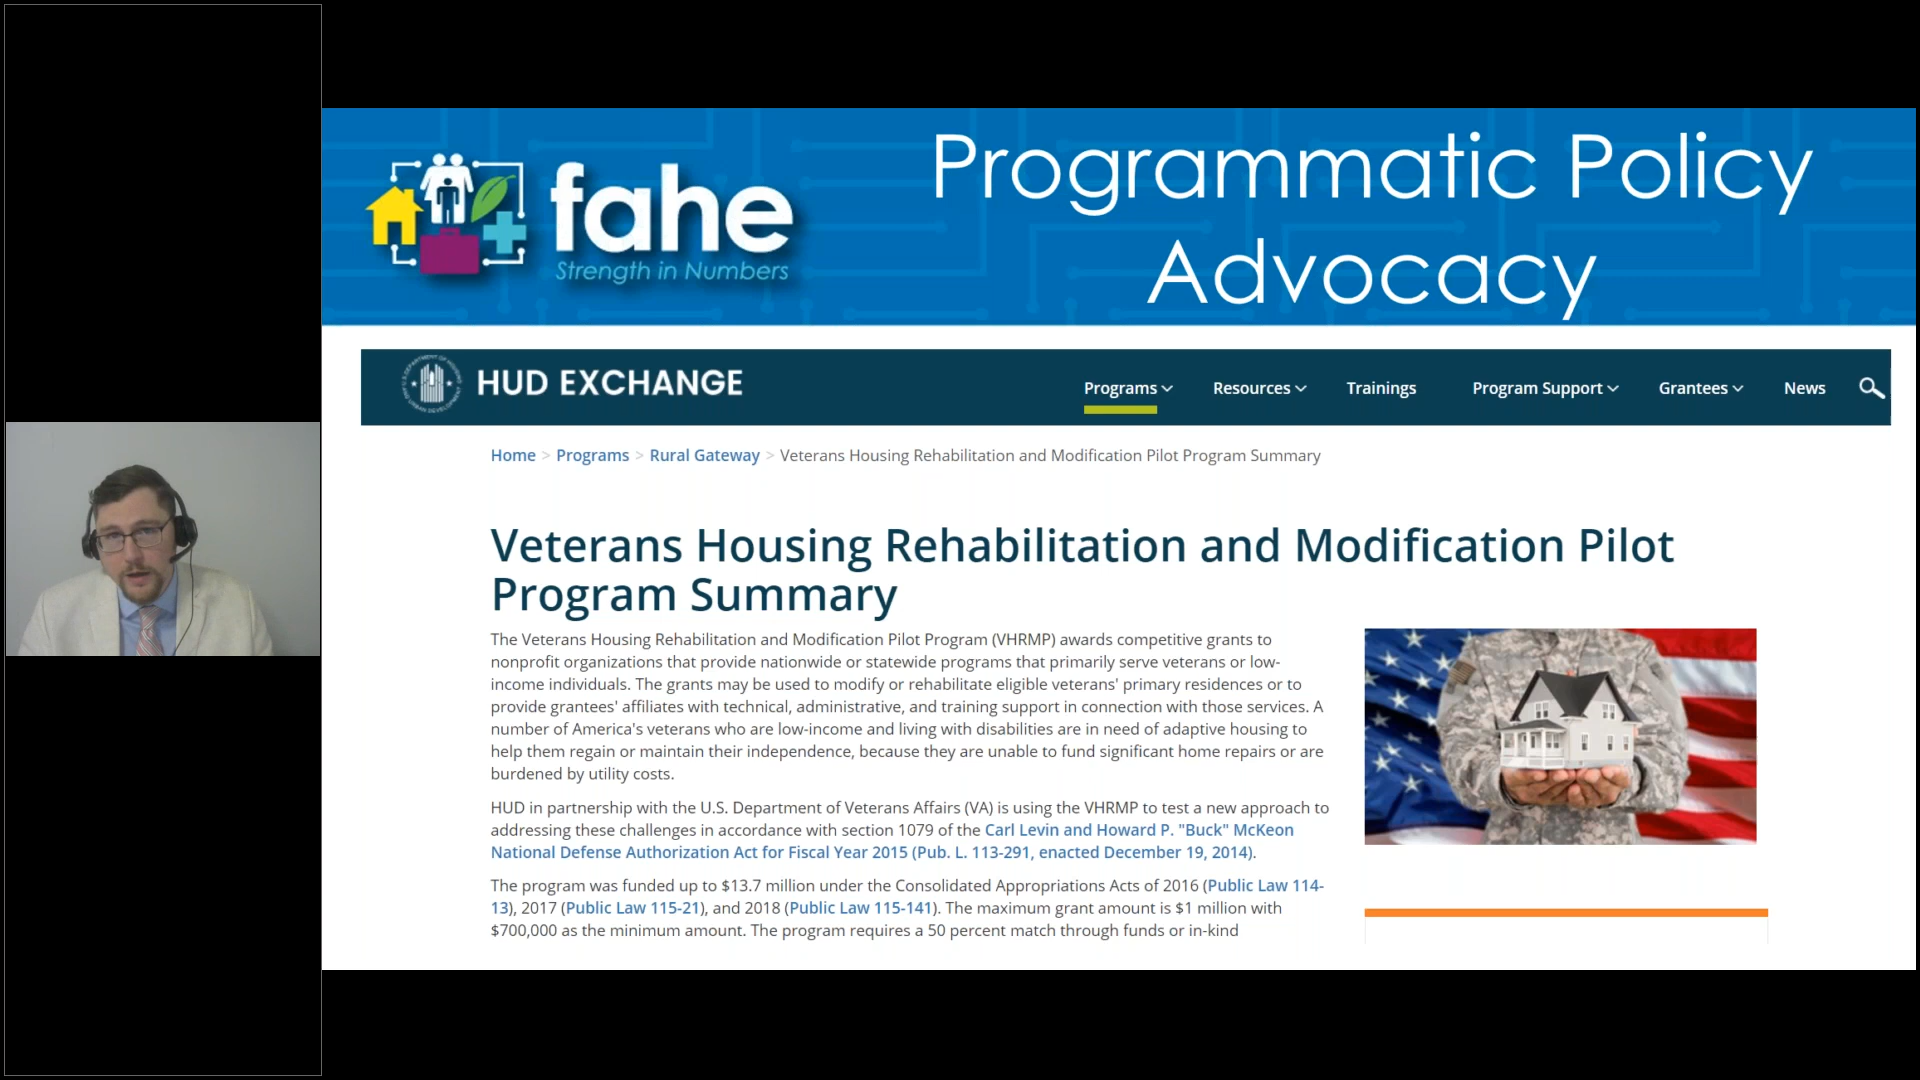 fahe
Strength in Numbers
Programmatic Policy
Advocacy
HUD EXCHANGE
Programs
Resources
Trainings
Program Support
Grantees
News
Home > Programs > Rural Gateway > Veterans Housing Rehabilitation and Modification Pilot Program Summary
Veterans Housing Rehabilitation and Modification Pilot
Program Summary
The Veterans Housing Rehabilitation and Modification Pilot Program (VHRMP) awards competitive grants to
nonprofit organizations that provide nationwide or statewide programs that primarily serve veterans or low-
income individuals. The grants may be used to modify or rehabilitate eligible veterans' primary residences or to
provide grantees' affiliates with technical, administrative, and training support in connection with those services. A
number of America's veterans who are low-income and living with disabilities are in need of adaptive housing to
help them regain or maintain their independence, because they are unable to fund significant home repairs or are
burdened by utility costs.
HUD in partnership with the U.S. Department of Veterans Affairs (VA) is using the VHRMP to test a new approach to
addressing these challenges in accordance with section 1079 of the Carl Levin and Howard P. "Buck" McKeon
National Defense Authorization Act for Fiscal Year 2015 (Pub. L. 113-291, enacted December 19, 2014).
The program was funded up to $13.7 million under the Consolidated Appropriations Acts of 2016 (Public Law 114-
13), 2017 (Public Law 115-21), and 2018 (Public Law 115-141). The maximum grant amount is $1 million with
$700,000 as the minimum amount. The program requires a 50 percent match through funds or in-kind